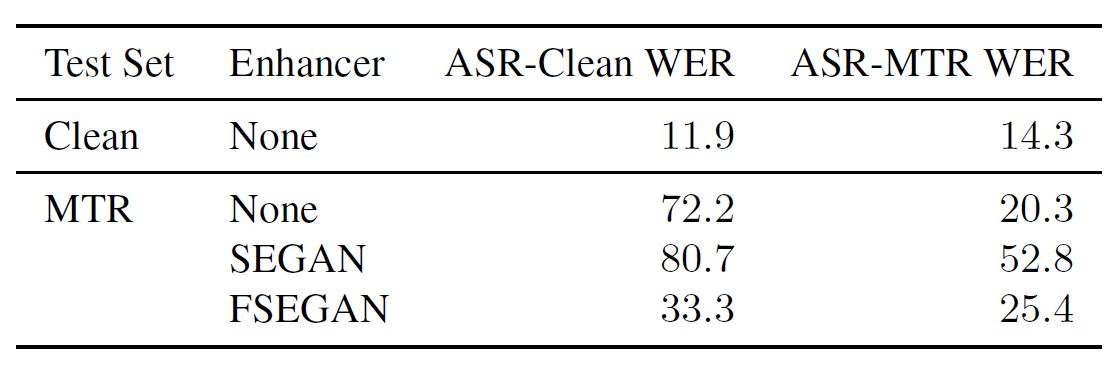 Test Set Enhancer ASR-Clean WER ASR-MTR WER
Clean None 11.9 14.3
MTR None 72.2 20.3
SEGAN 80.7 52.8
FSEGAN 33.3 25.4